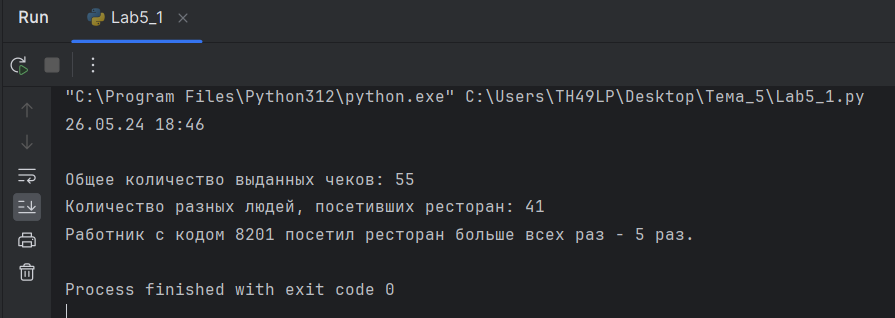 Run
Lab5_1
"C:\Program Files\Python312\python.exe" C:\Users\TH49LP\Desktop\Тема_5\Lab5_1.py
26.05.24 18:46
Общее количество выданных чеков: 55
Количество разных людей, посетивших ресторан: 41
Работник с кодом 8201 посетил ресторан больше всех раз - 5 раз.
Process finished with exit code 0